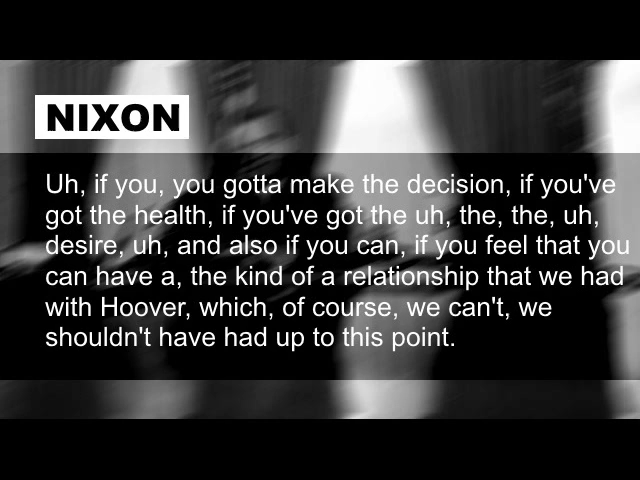 NIXON
Uh, if you, you gotta make the decision, if you've
got the health, if you've got the uh, the, the, uh,
desire, uh, and also if you can, if you feel that you
can have a, the kind of a relationship that we had
with Hoover, which, of course, we can't, we
shouldn't have had up to this point.